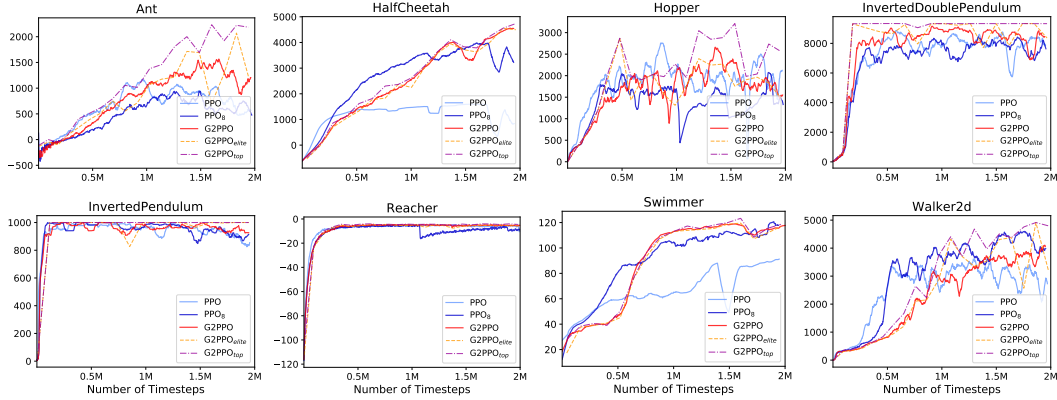 Ant
2000
1500
1000
500
0
−500
0.5M 1M 1.5M 2M
PPO
PPO8
G2PPO
G2PPOelite
G2PPOtop
HalfCheetah
5000
4000
3000
2000
1000
0
0.5M 1M 1.5M 2M
PPO
PPO8
G2PPO
G2PPOelite
G2PPOtop
Hopper
3000
2500
2000
1500
1000
500
0
0.5M 1M 1.5M 2M
PPO
PPO8
G2PPO
G2PPOelite
G2PPOtop
InvertedDoublePendulum
8000
6000
4000
2000
0
0.5M 1M 1.5M 2M
PPO
PPO8
G2PPO
G2PPOelite
G2PPOtop
InvertedPendulum
1000
800
600
400
200
0
0.5M 1M 1.5M 2M
Number of Timesteps
PPO
PPO8
G2PPO
G2PPOelite
G2PPOtop
Reacher
0
−20
−40
−60
−80
−100
−120
0.5M 1M 1.5M 2M
Number of Timesteps
PPO
PPO8
G2PPO
G2PPOelite
G2PPOtop
Swimmer
120
100
80
60
40
20
0.5M 1M 1.5M 2M
Number of Timesteps
PPO
PPO8
G2PPO
G2PPOelite
G2PPOtop
Walker2d
5000
4000
3000
2000
1000
0
0.5M 1M 1.5M 2M
Number of Timesteps
PPO
PPO8
G2PPO
G2PPOelite
G2PPOtop